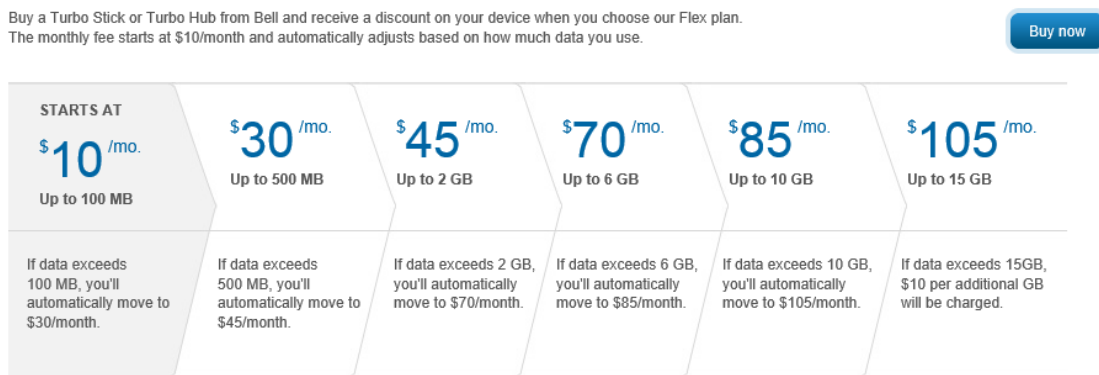 Buy a Turbo Stick or Turbo Hub from Bell and receive a discount on your device when you choose our Flex plan.
The monthly fee starts at $10/month and automatically adjusts based on how much data you use.
Buy now
STARTS AT
$10 /mo.
Up to 100 MB
$30 /mo.
Up to 500 MB
$45 /mo.
Up to 2 GB
$70 /mo.
Up to 6 GB
$85 /mo.
Up to 10 GB
$105 /mo.
Up to 15 GB
If data exceeds
100 MB, you'll
automatically move to
$30/month.
If data exceeds
500 MB, you'll
automatically move to
$45/month.
If data exceeds 2 GB,
you'll automatically
move to $70/month.
If data exceeds 6 GB,
you'll automatically
move to $85/month.
If data exceeds 10 GB,
you'll automatically
move to $105/month.
If data exceeds 15GB,
$10 per additional GB
will be charged.